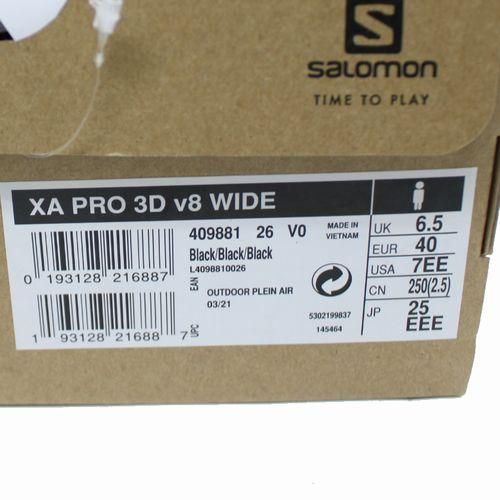 S
SALOMON
TIME TO PLAY
XA PRO 3D v8 WIDE
409881 26 V0
MADE IN
VIETNAM
Black/Black/Black
L4098810026
0 193128 216887
EAN
OUTDOOR PLEIN AIR
03/21
1 93128 21688 7
UPC
5302199837
145464
UK 6.5
EUR 40
USA 7EE
CN 250(2.5)
JP 25
EEE